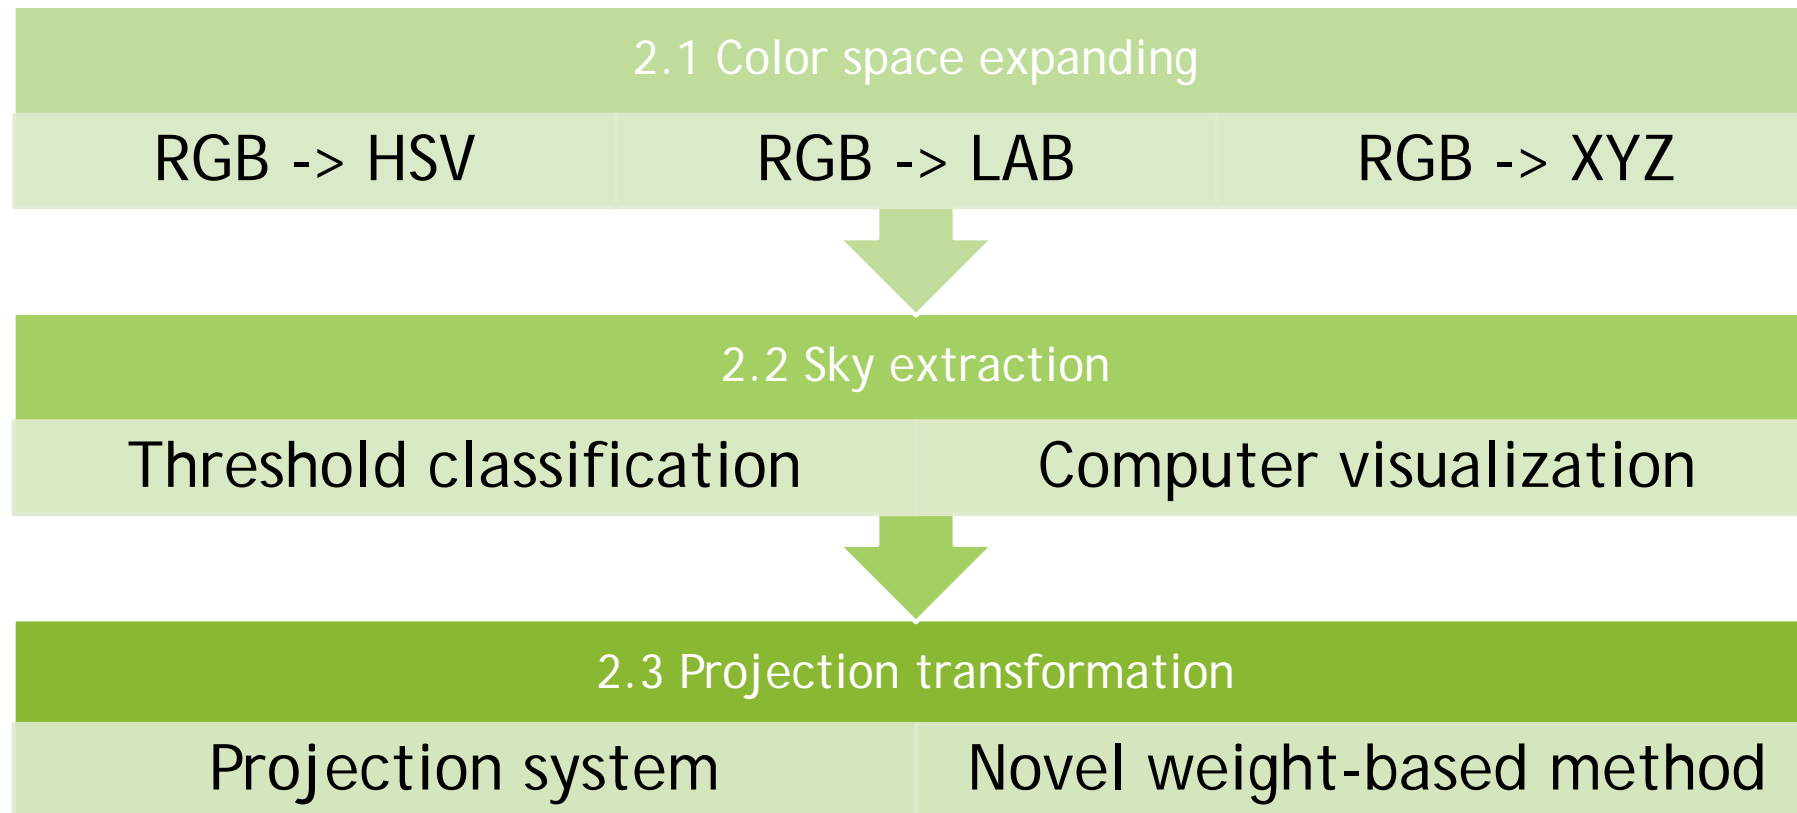 2.1 Color space expanding
RGB -> HSV RGB -> LAB RGB -> XYZ
2.2 Sky extraction
Threshold classification Computer visualization
2.3 Projection transformation
Projection system Novel weight-based method